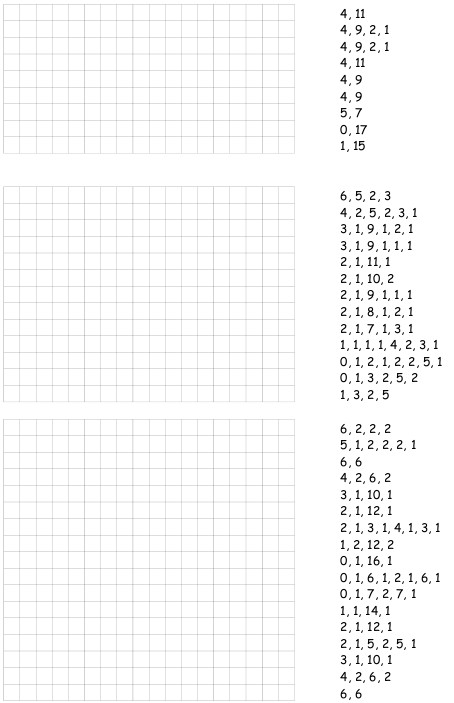 4, 11
4, 9, 2, 1
4, 9, 2, 1
4, 11
4, 9
4, 9
5, 7
0, 17
1, 15
6, 5, 2, 3
4, 2, 5, 2, 3, 1
3, 1, 9, 1, 2, 1
3, 1, 9, 1, 1, 1
2, 1, 11, 1
2, 1, 10, 2
2, 1, 9, 1, 1, 1
2, 1, 8, 1, 2, 1
2, 1, 7, 1, 3, 1
1, 1, 1, 1, 4, 2, 3, 1
0, 1, 2, 1, 2, 2, 5, 1
0, 1, 3, 2, 5, 2
1, 3, 2, 5
6, 2, 2, 2
5, 1, 2, 2, 2, 1
6, 6
4, 2, 6, 2
3, 1, 10, 1
2, 1, 12, 1
2, 1, 3, 1, 4, 1, 3, 1
1, 2, 12, 2
0, 1, 16, 1
0, 1, 6, 1, 2, 1, 6, 1
0, 1, 7, 2, 7, 1
1, 1, 14, 1
2, 1, 12, 1
2, 1, 5, 2, 5, 1
3, 1, 10, 1
4, 2, 6, 2
6, 6